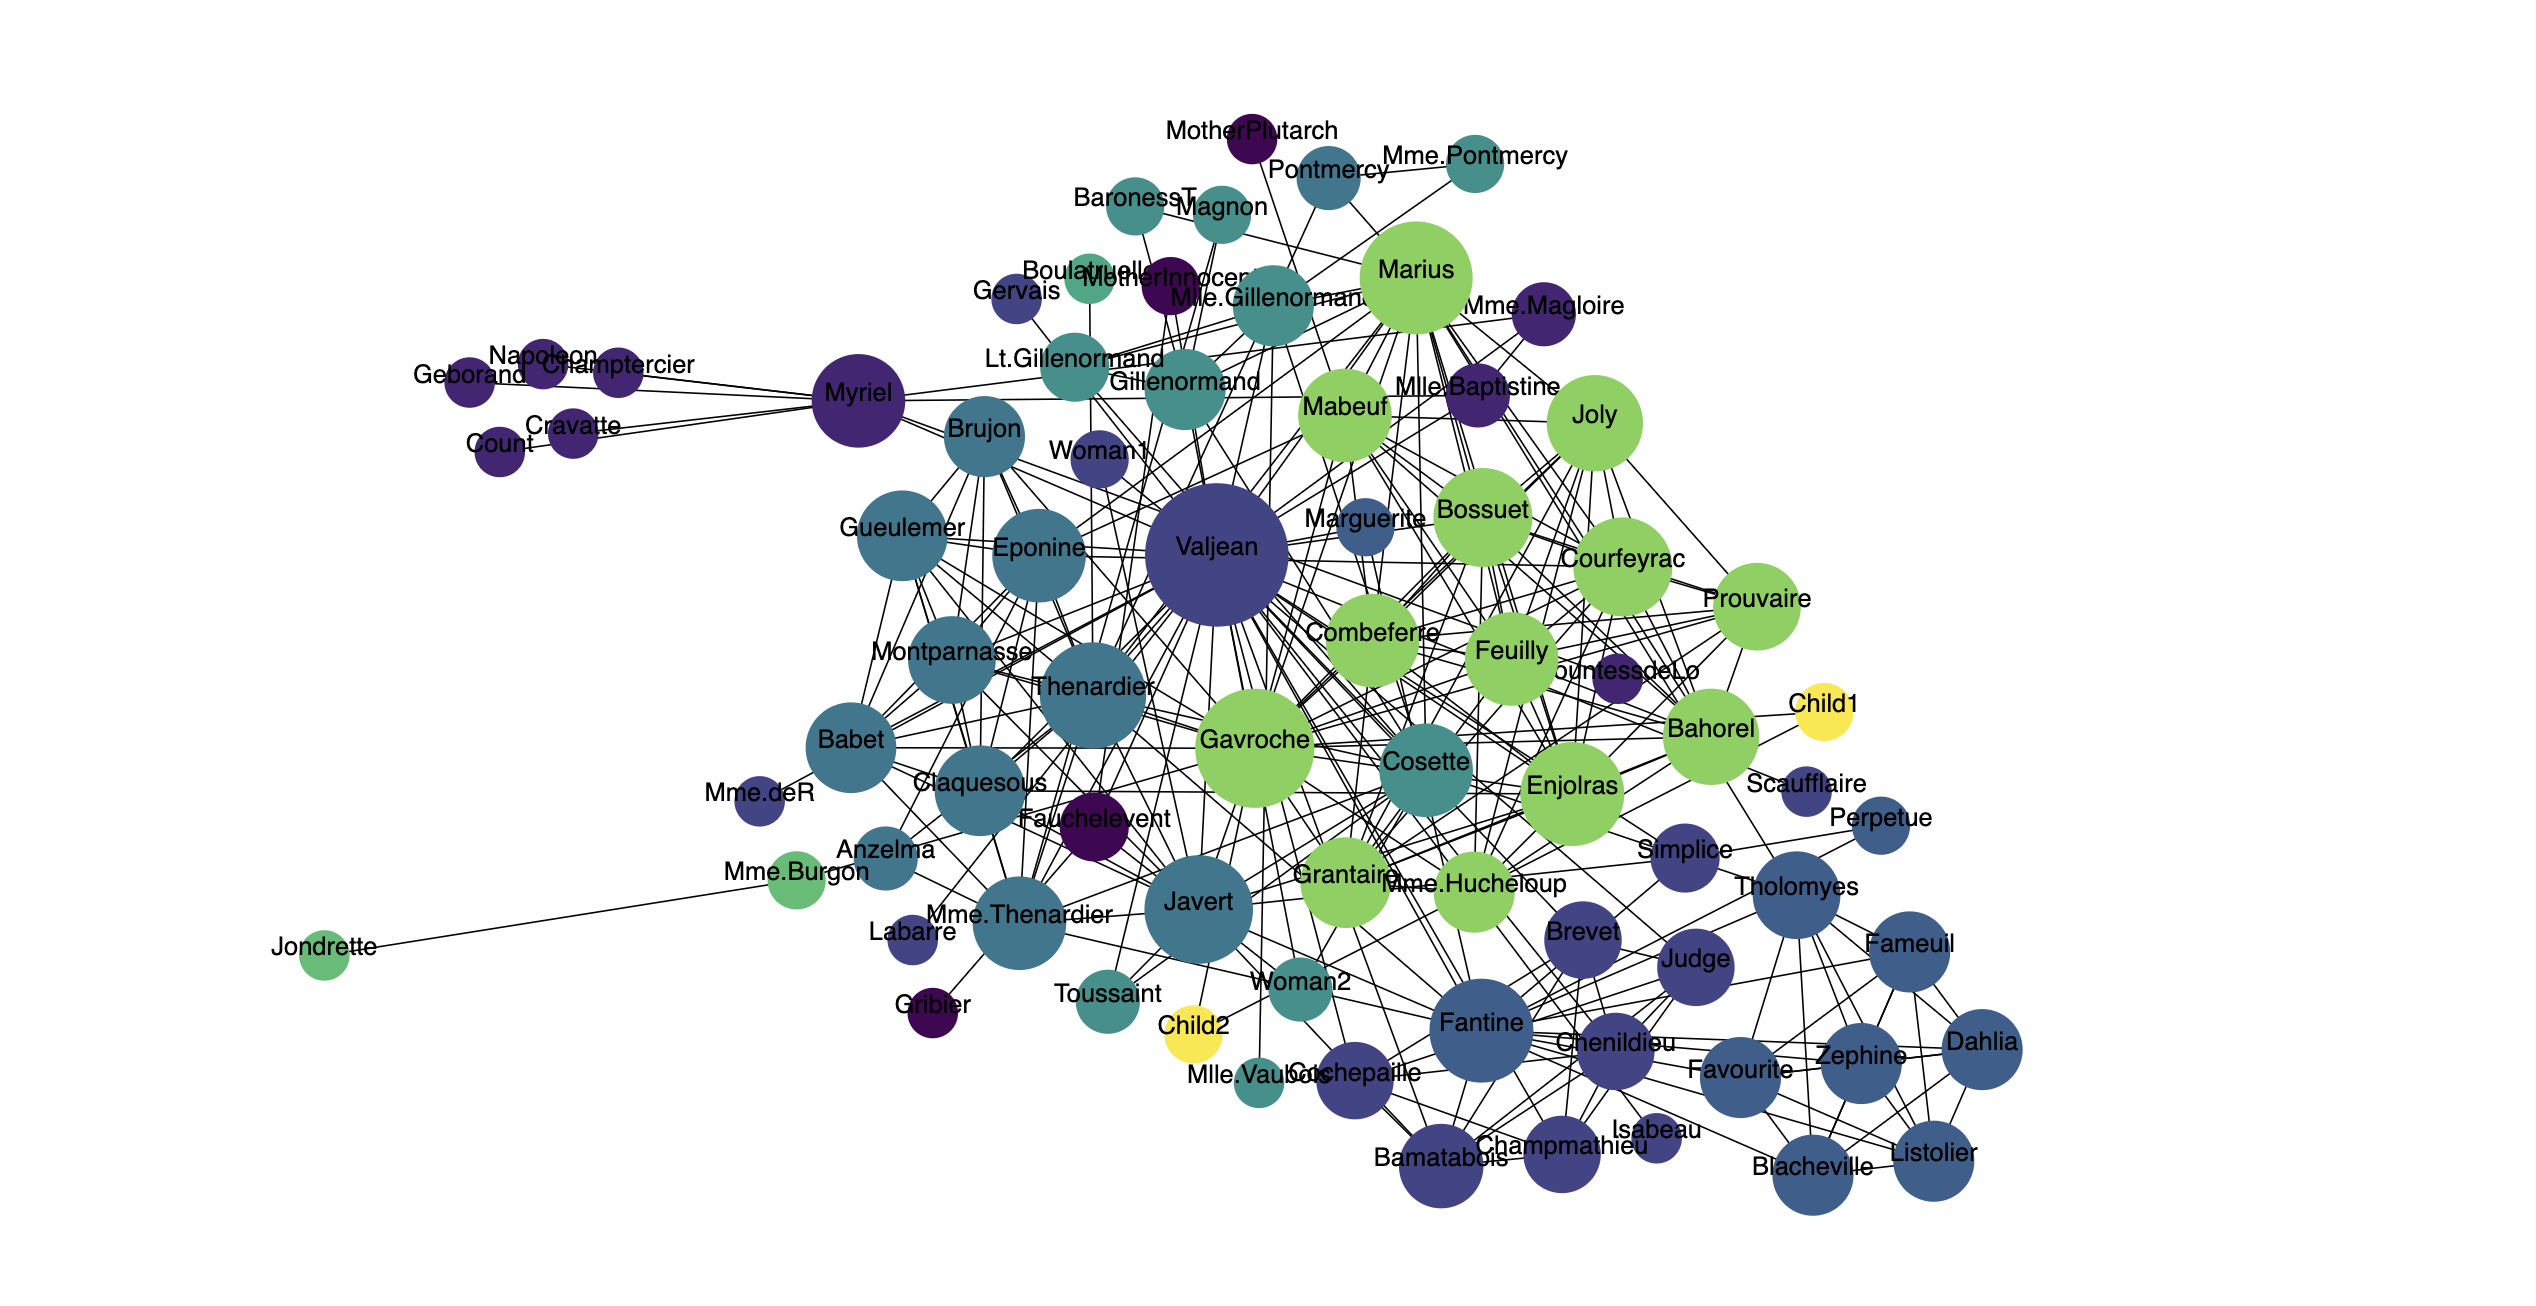 MotherPlutarch
Mme.Pontmercy
Pontmercy
BaronessT
Magnon
Boulatruell
MotherInnocen
Marius
Gervais
Mlle.Gillenorman
Mme.Magloire
Napoleon
Lt.Gillenormand
Champtercier
Geborand
Gillenormand
Mlle.Baptistine
Myriel
Mabeuf
Joly
Cravatte
Brujon
Count
Woman1
Bossuet
Marguerite
Gueulemer
Eponine
Valjean
Courfeyrac
Prouvaire
Combeferre
Montparnasse
Feuilly
ountessdeLo
Thenardier
Child1
Bahorel
Babet
Gavroche
Cosette
Claquesous
Enjolras
Scaufflaire
Mme.deR
Fauchelevent
Perpetue
Anzelma
Simplice
Mme.Burgon
Grantaire
Mme.Hucheloup
Tholomyes
Javert
Mme.Thenardier
Labarre
Brevet
Fameuil
Jondrette
Judge
Woman2
Toussaint
Gribier
Fantine
Child2
Chenildieu
Dahlia
Zephine
Favourite
Mlle.Vaubois
Cochepaille
Isabeau
Champmathieu
Bamatabois
Listolier
Blacheville